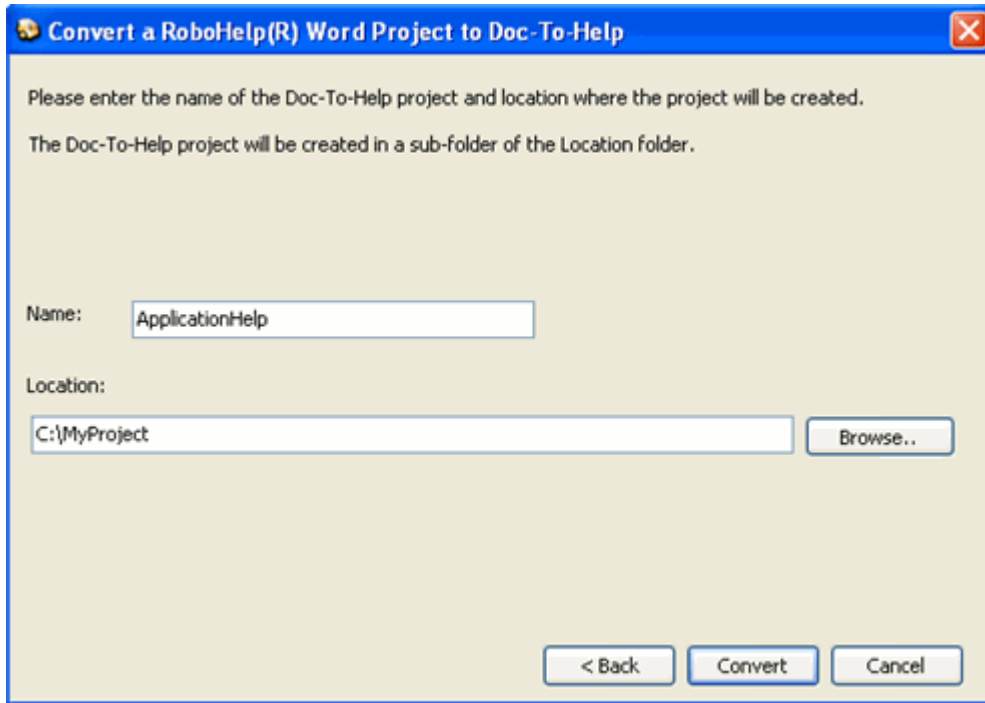 Convert a RoboHelp(R) Word Project to Doc-To-Help
Please enter the name of the Doc-To-Help project and location where the project will be created.
The Doc-To-Help project will be created in a sub-folder of the Location folder.
Name:
ApplicationHelp
Location:
C:\MyProject
Browse..
< Back
Convert
Cancel